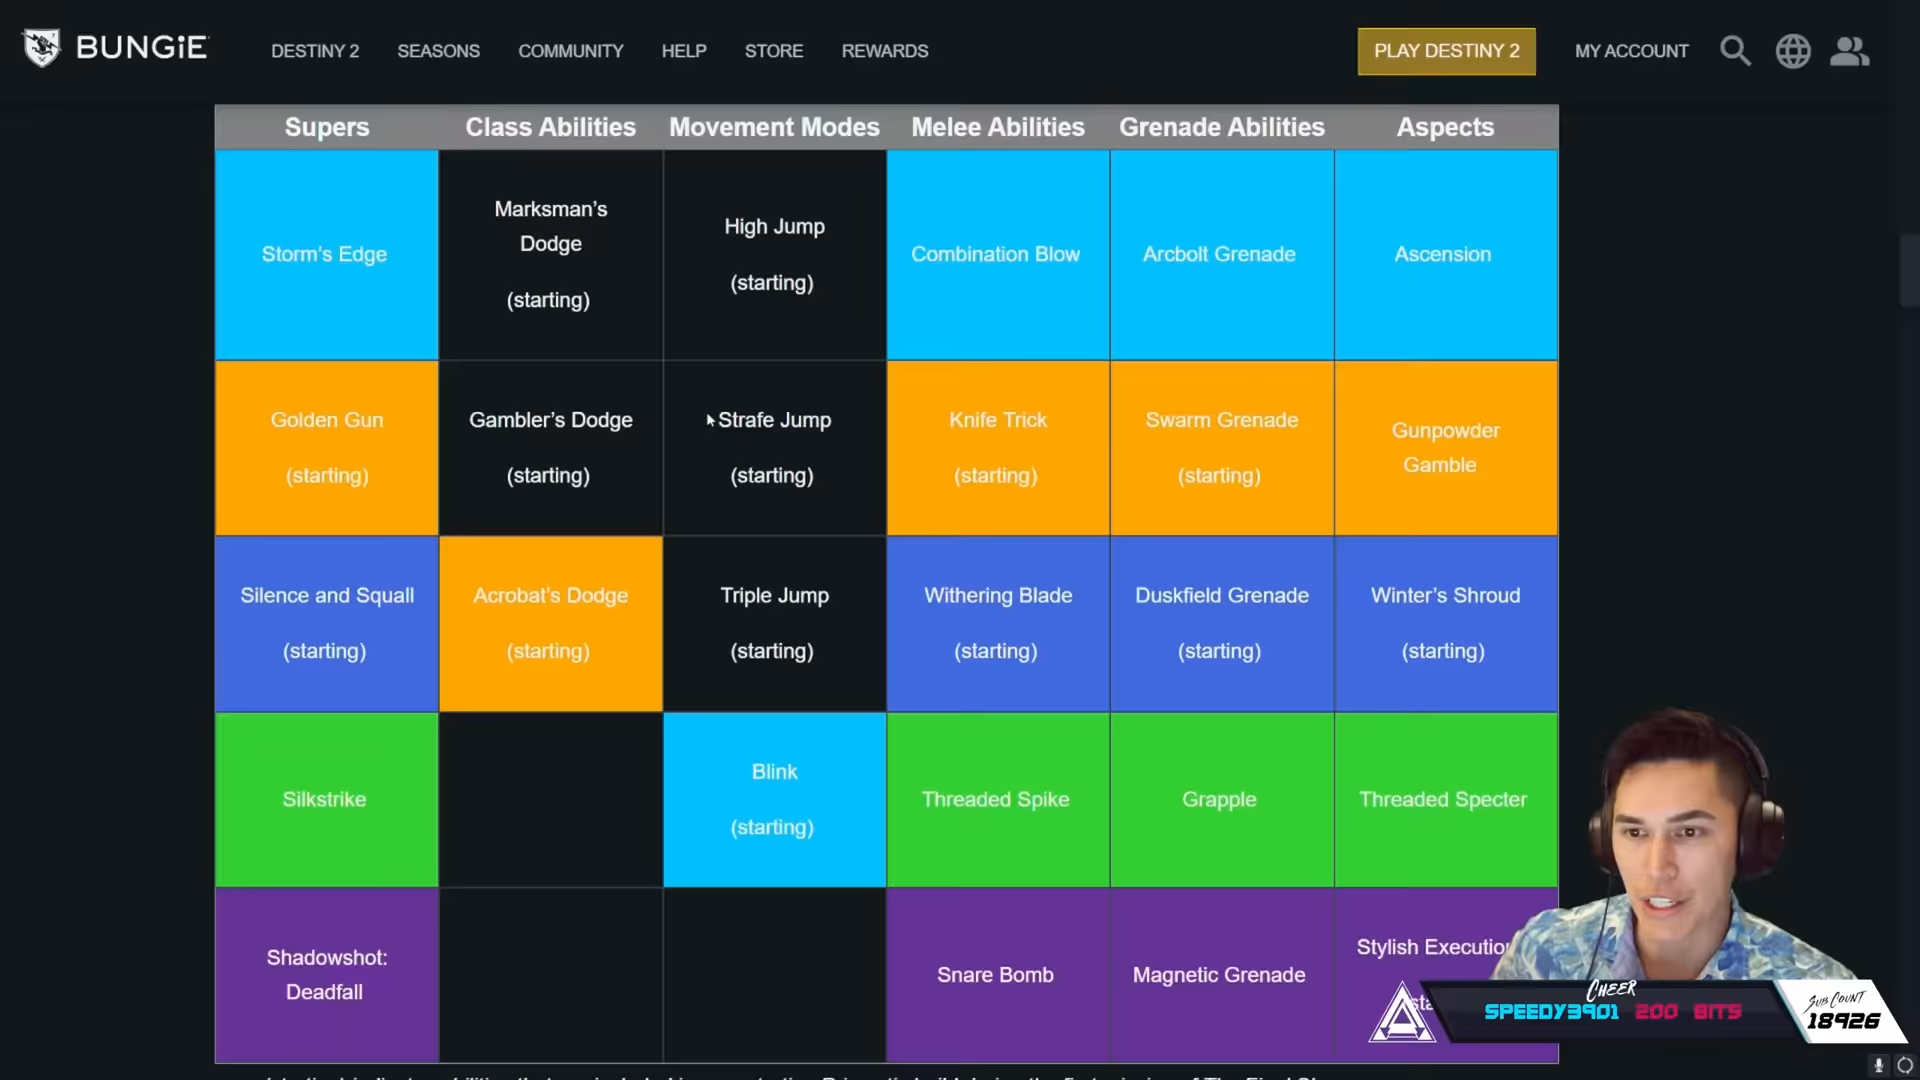 BUNGiE
DESTINY 2
SEASONS
COMMUNITY
HELP
STORE
REWARDS
PLAY DESTINY 2
MY ACCOUNT
Supers
Class Abilities
Movement Modes
Melee Abilities
Grenade Abilities
Aspects
Storm's Edge
Marksman's
Dodge
(starting)
High Jump
(starting)
Combination Blow
Arcbolt Grenade
Ascension
Golden Gun
(starting)
Gambler's Dodge
(starting)
Strafe Jump
(starting)
Knife Trick
(starting)
Swarm Grenade
(starting)
Gunpowder
Gamble
Silence and Squall
(starting)
Acrobat's Dodge
(starting)
Triple Jump
(starting)
Withering Blade
(starting)
Duskfield Grenade
(starting)
Winter's Shroud
(starting)
Silkstrike
Blink
(starting)
Threaded Spike
Grapple
Threaded Specter
Shadowshot:
Deadfall
Snare Bomb
Magnetic Grenade
Stylish Execution
CHEER
SPEEDY3901 200 BITS
SUB COUNT
18926